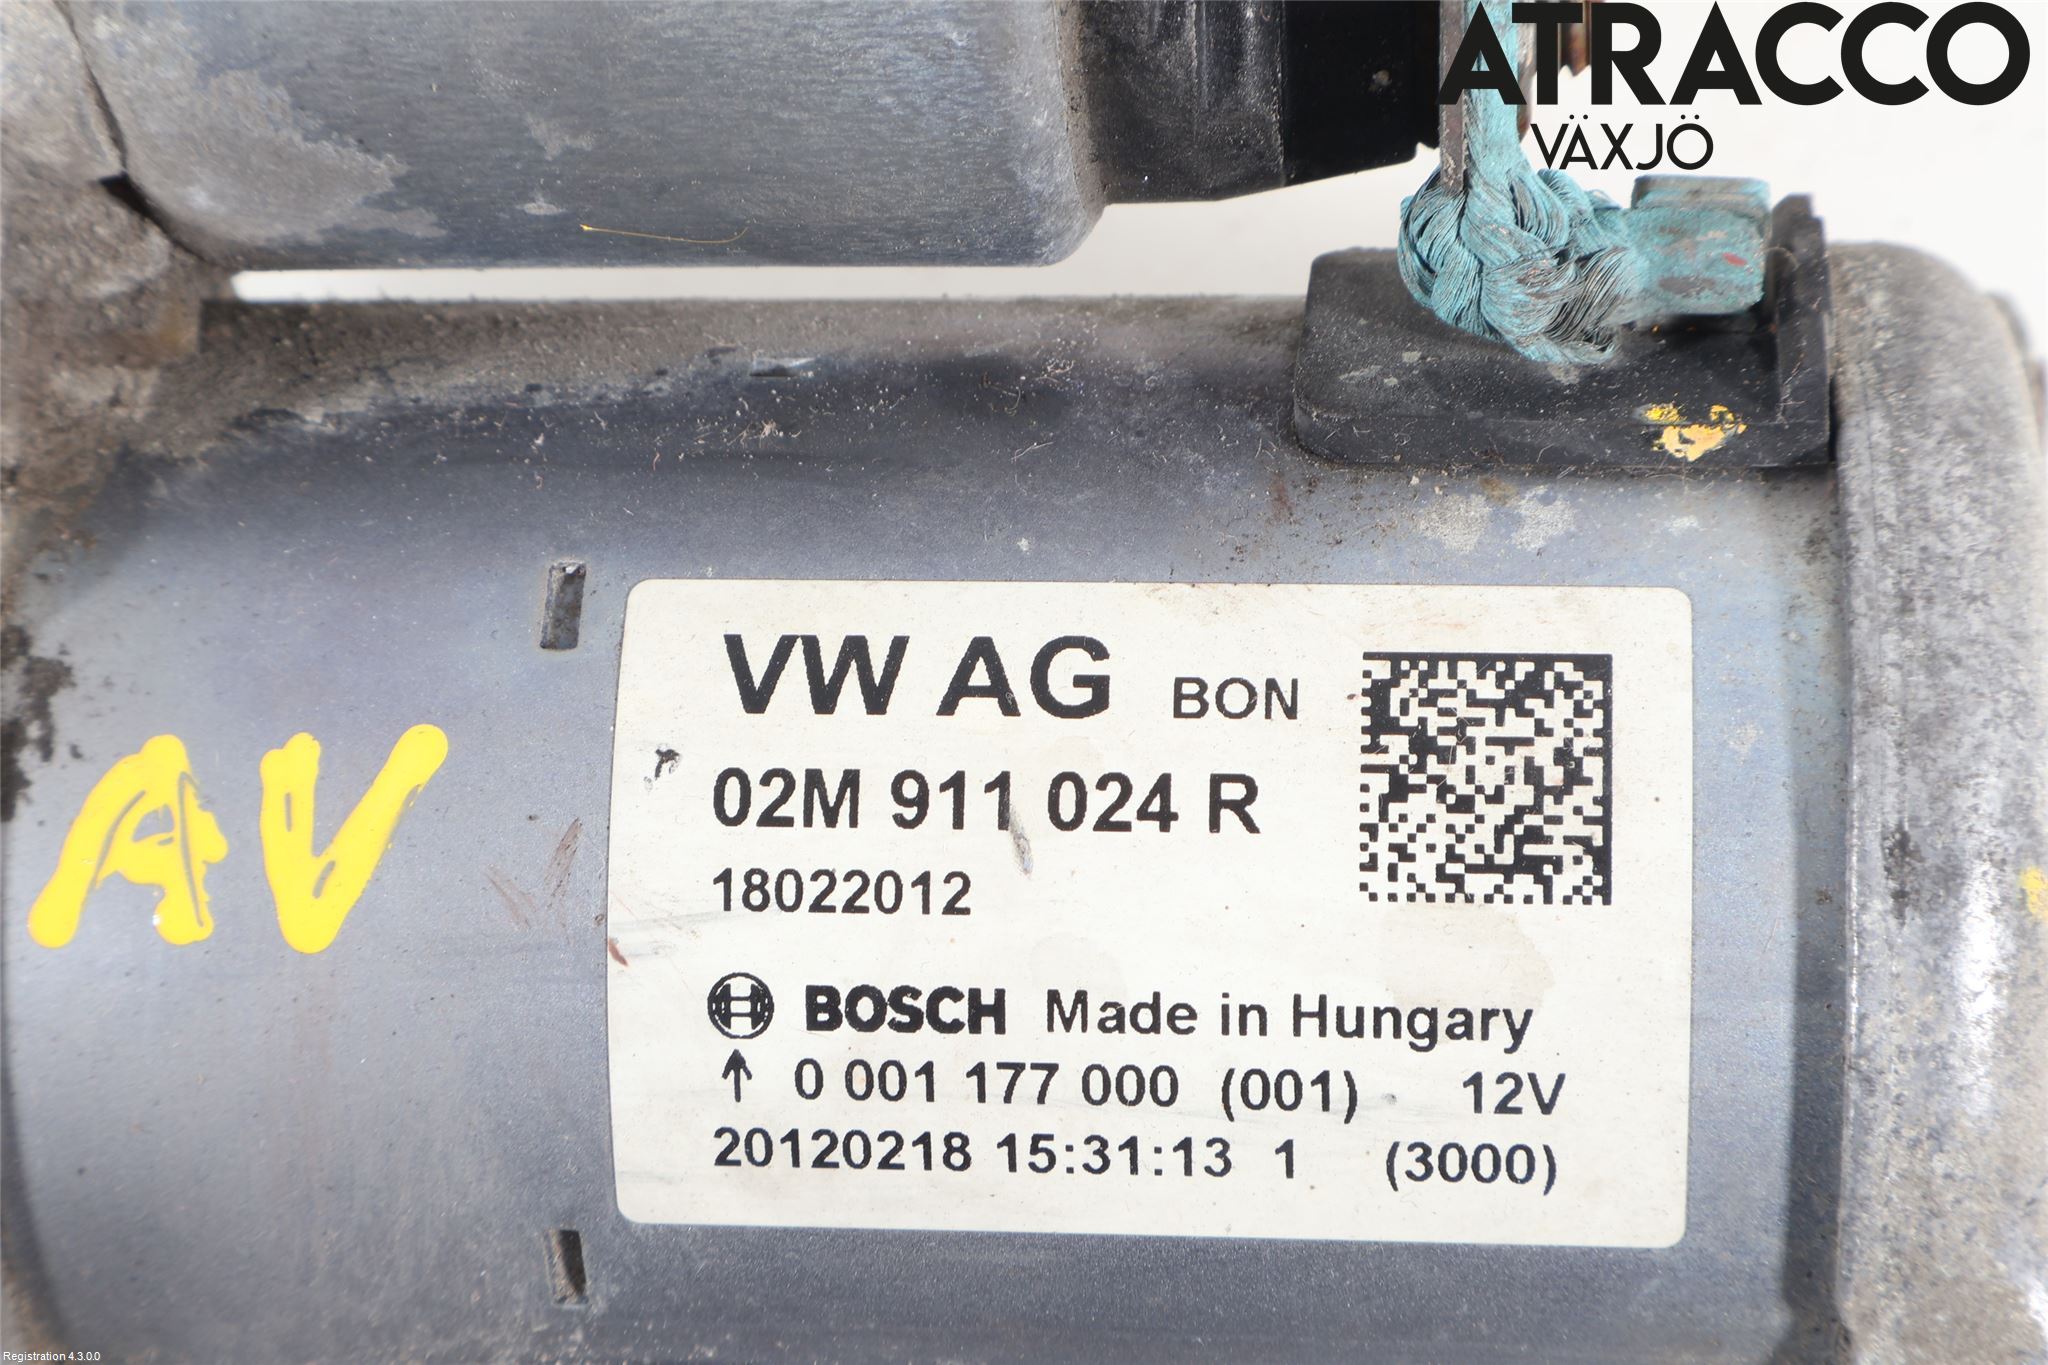 ATRACCO
VÄXJÖ
VW AG BON
02M 911 024 R
18022012
AV
BOSCH Made in Hungary
↑ 0 001 177 000 (001) 12V
20120218 15:31:13 1 (3000)
Registration 4.3.0.0